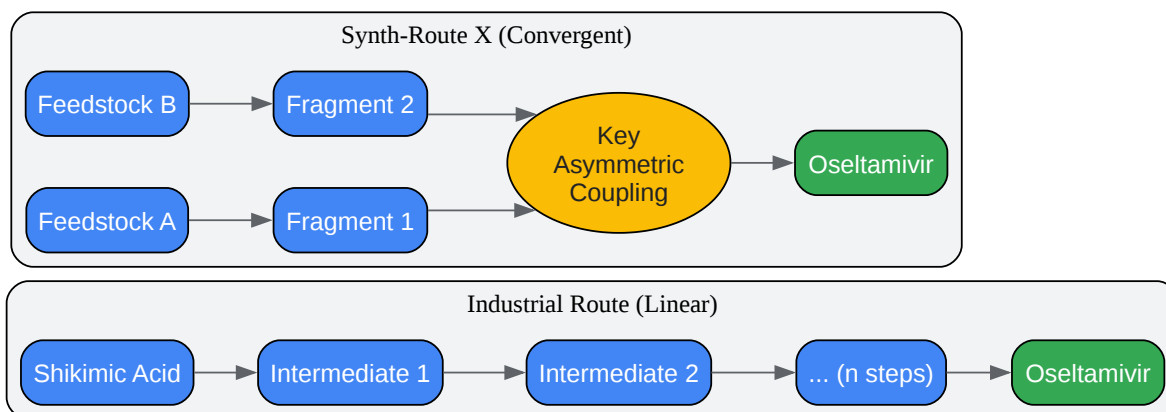 Synth-Route X (Convergent)
Feedstock B
Fragment 2
Key
Asymmetric
Coupling
Oseltamivir
Feedstock A
Fragment 1
Industrial Route (Linear)
Shikimic Acid
Intermediate 1
Intermediate 2
... (n steps)
Oseltamivir